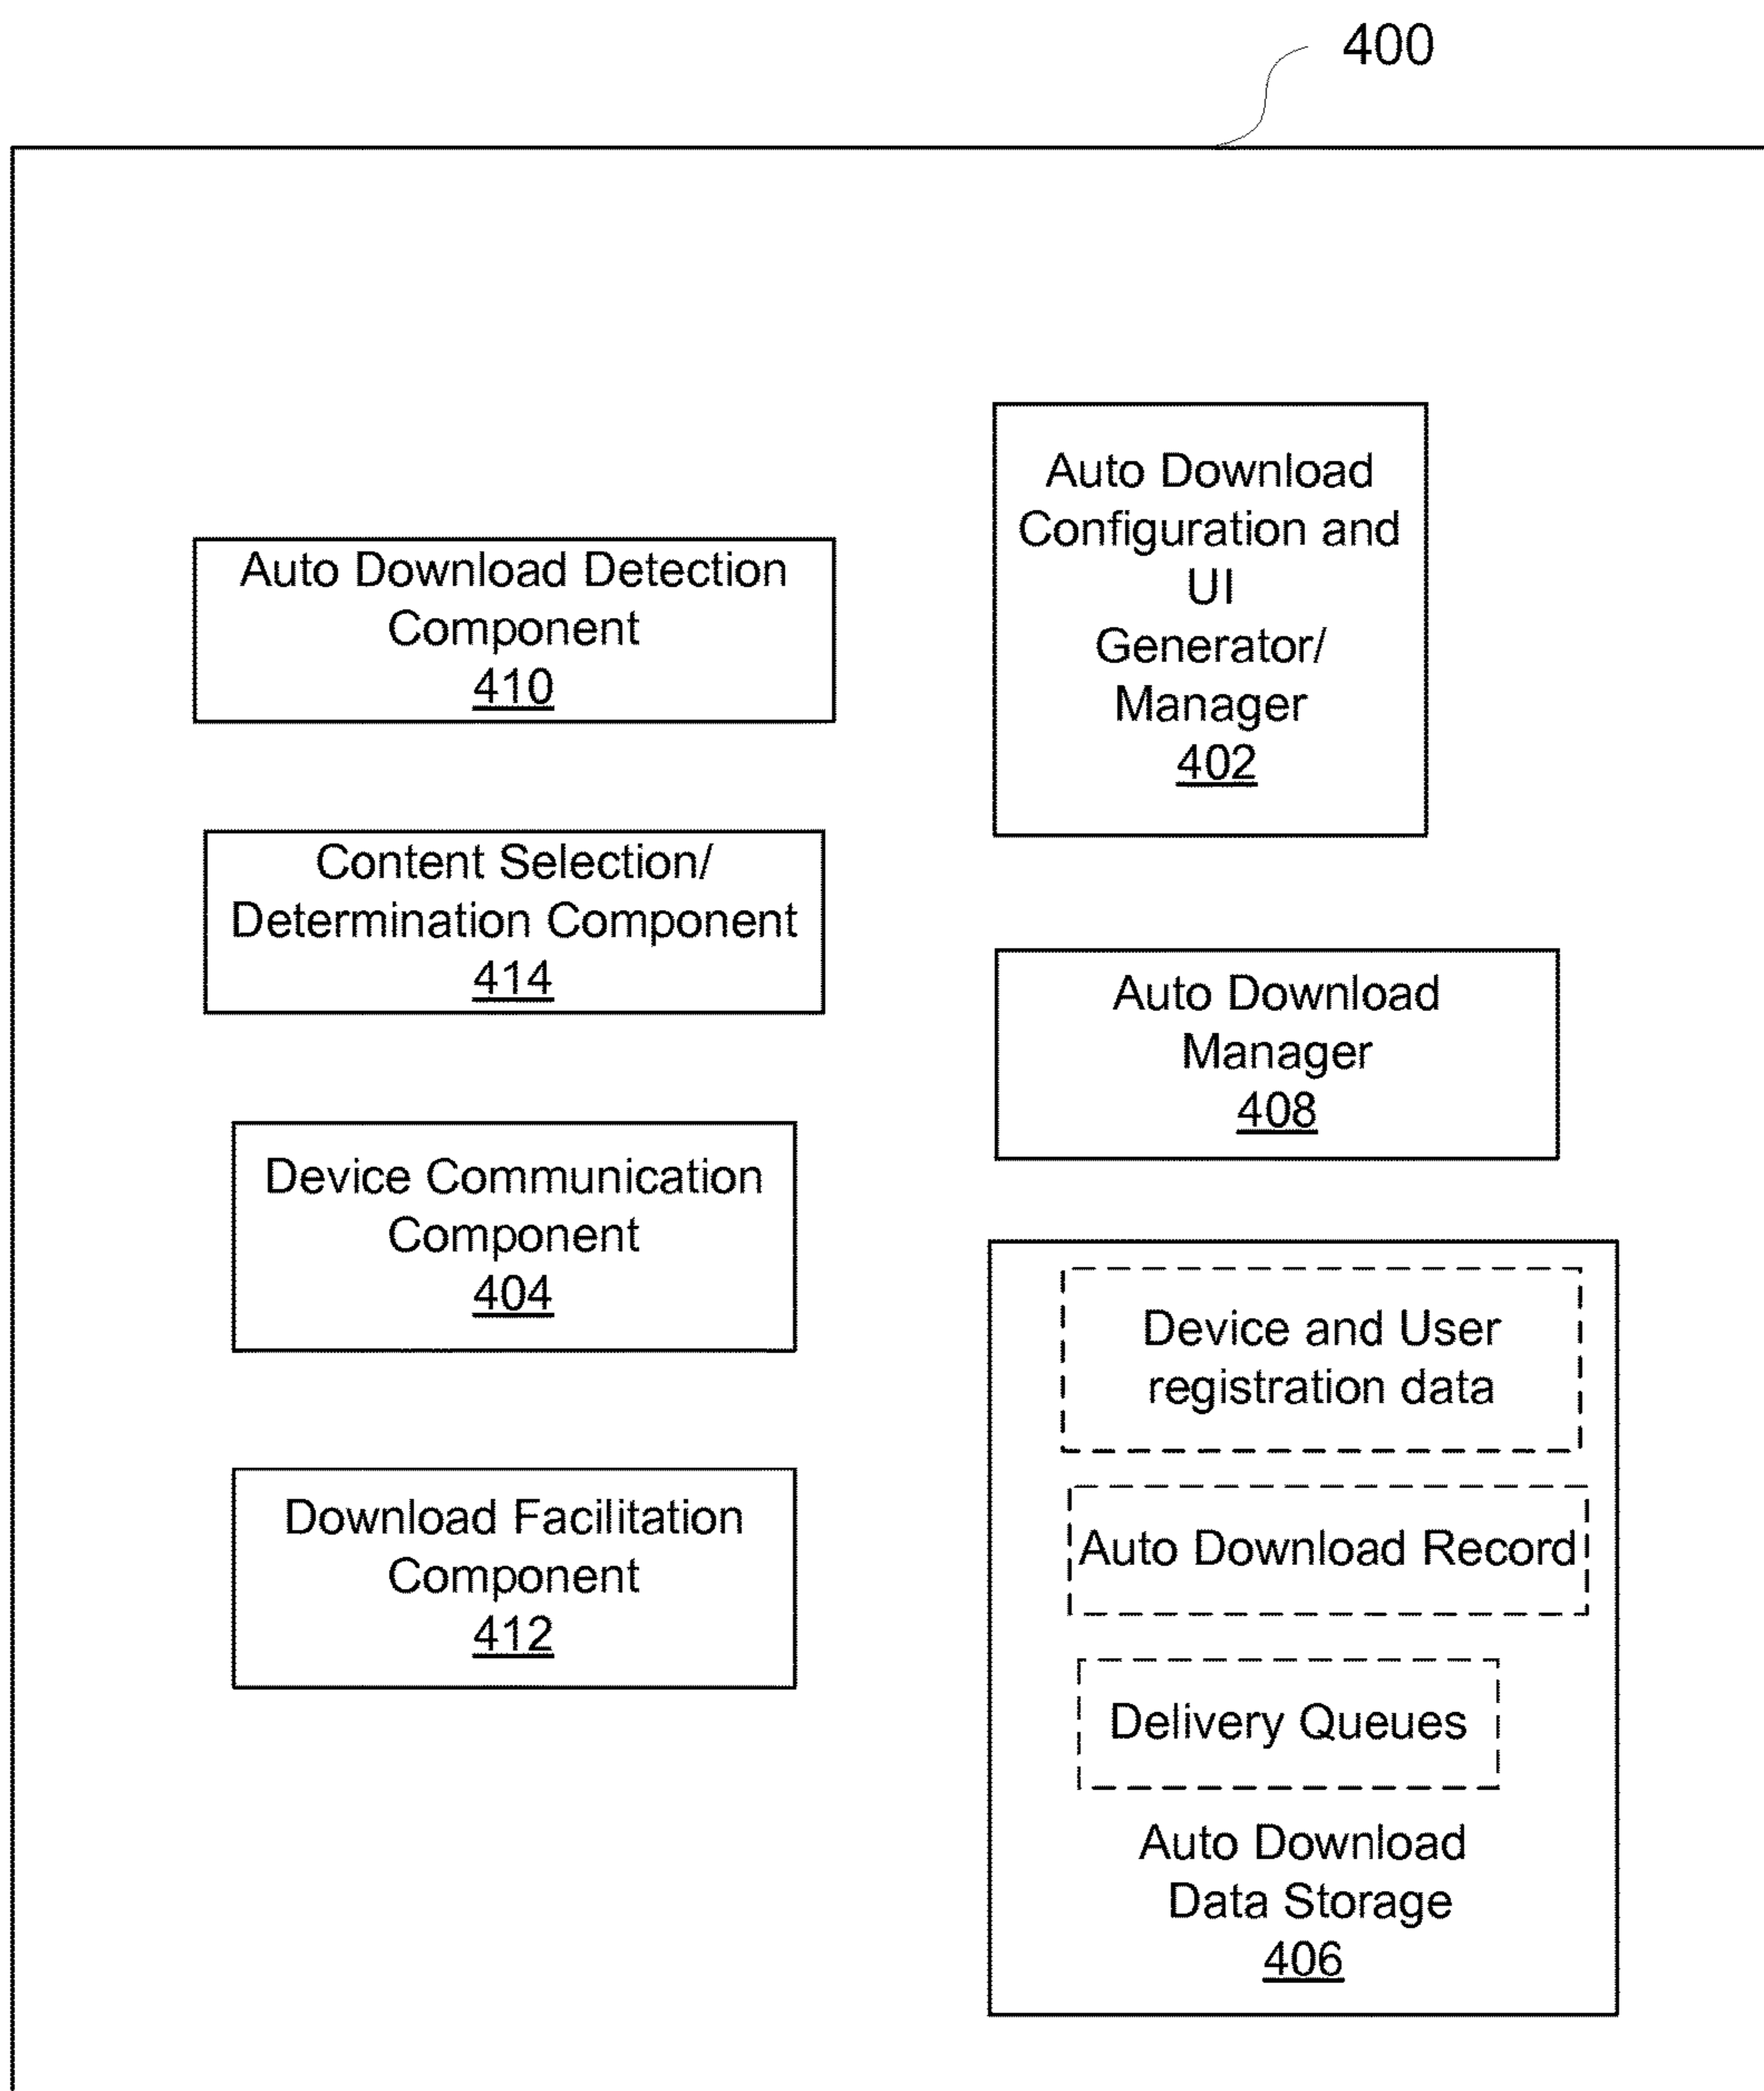 400
Auto Download Detection
Component
410
Content Selection/
Determination Component
414
Device Communication
Component
404
Download Facilitation
Component
412
Auto Download
Configuration and
UI
Generator/
Manager
402
Auto Download
Manager
408
Device and User
registration data
Auto Download Record
Delivery Queues
Auto Download
Data Storage
406